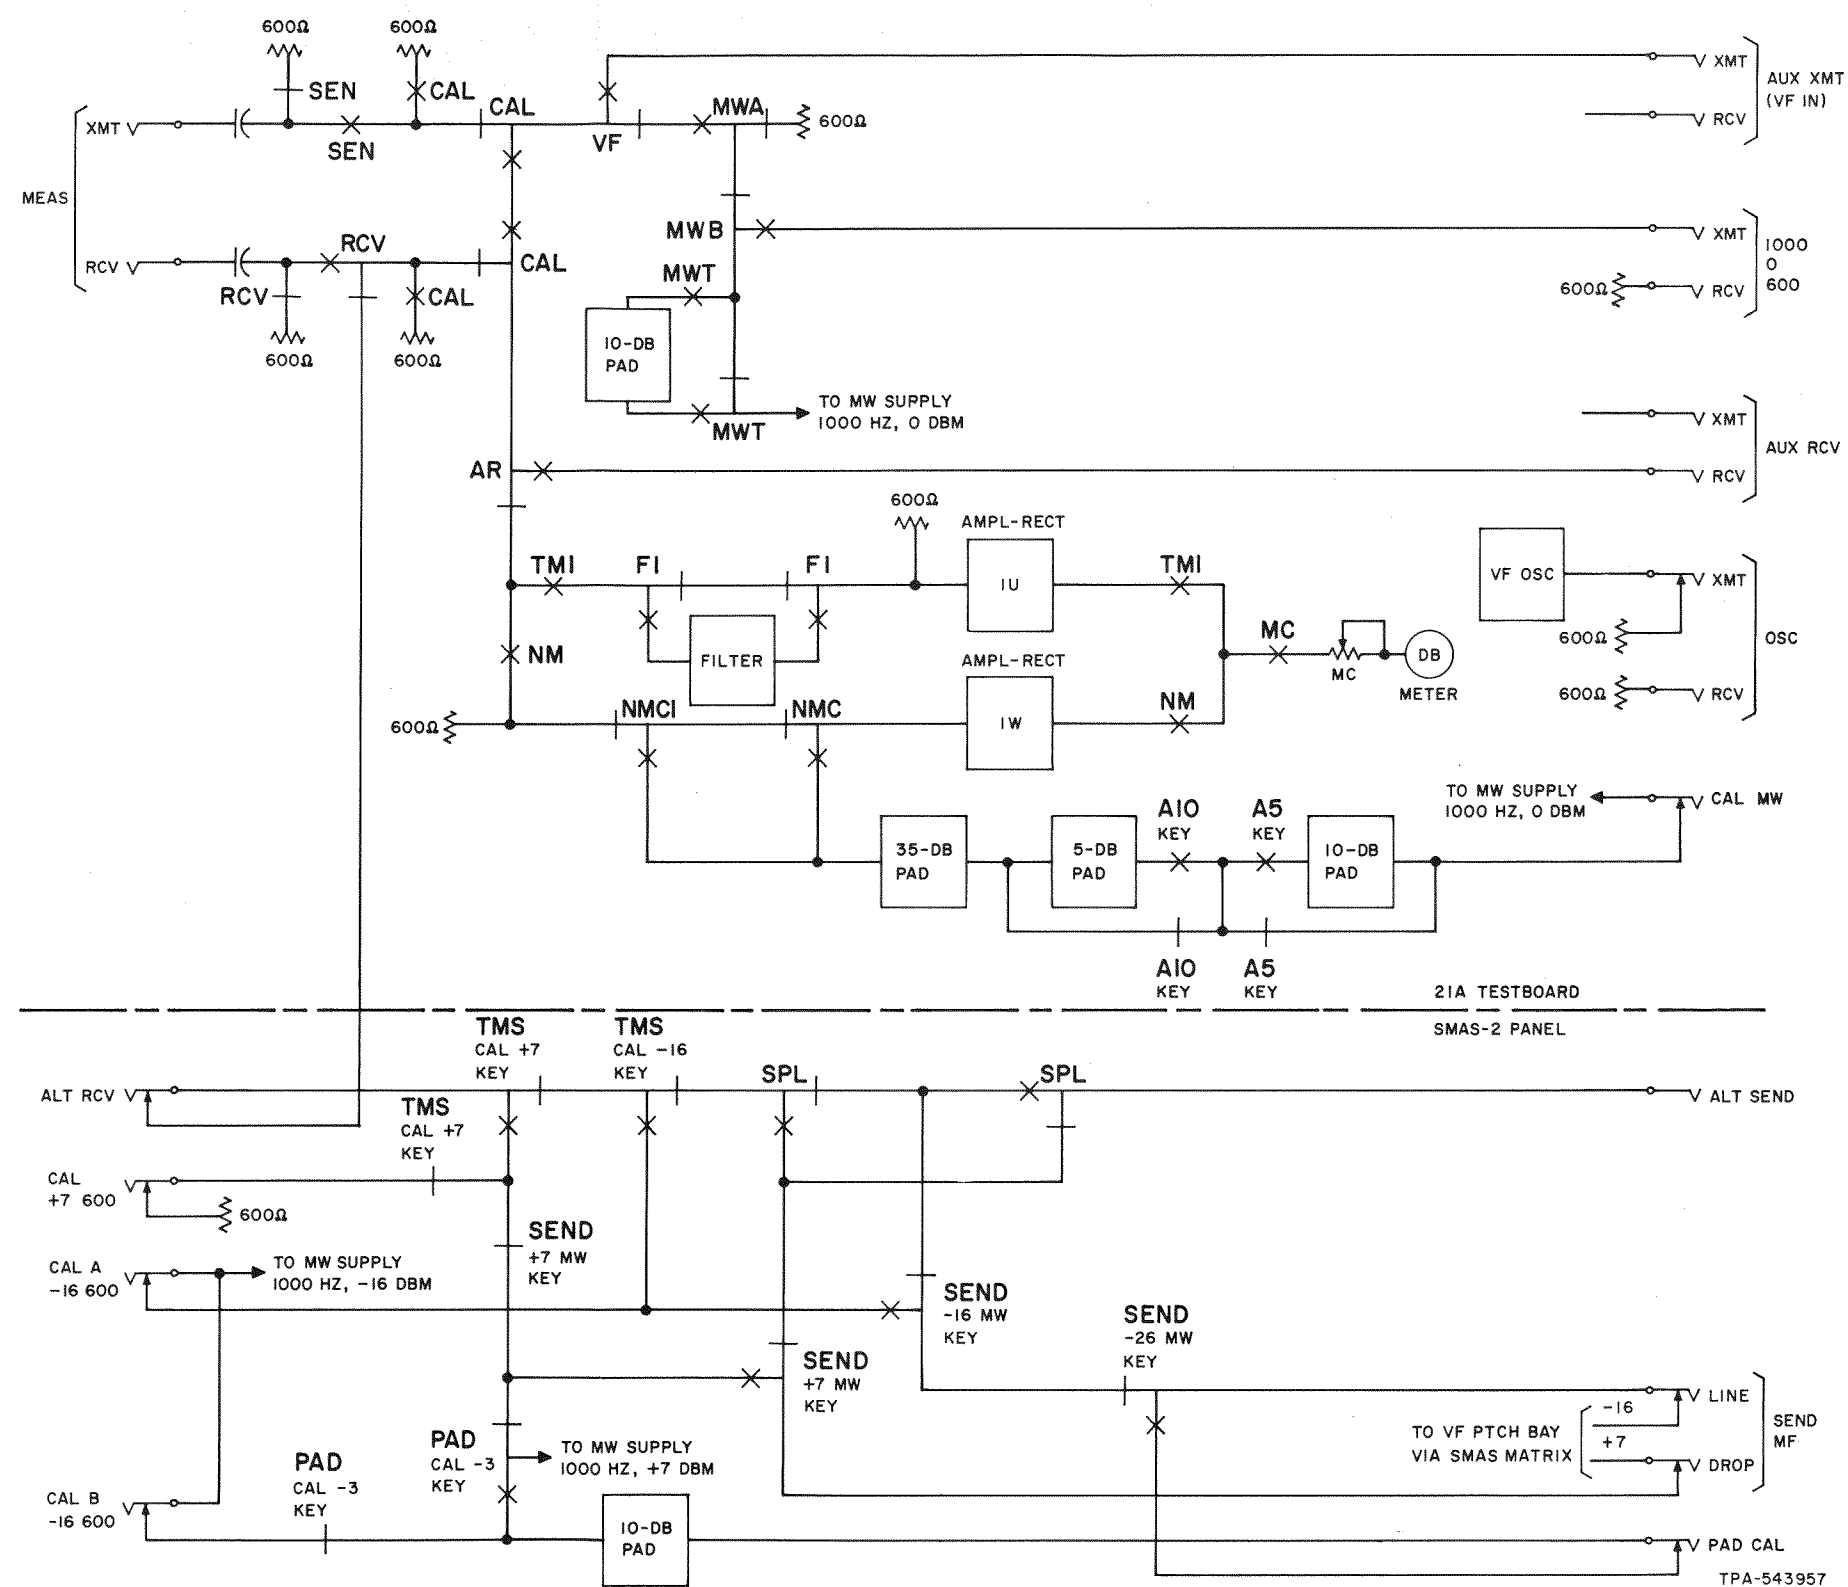 600Ω
600Ω
SEN
CAL
CAL
MWA
600Ω
XMT
AUX XMT
(VF IN)
RCV
XMT
SEN
VF
MEAS
RCV
RCV
CAL
RCV
CAL
600Ω
600Ω
MWB
MWT
10-DB
PAD
MWT
TO MW SUPPLY
1000 HZ, 0 DBM
XMT
1000
0
600
600Ω
RCV
XMT
AUX RCV
RCV
AR
600Ω
AMPL-RECT
TM1
F1
F1
1U
TM1
FILTER
NM
AMPL-RECT
MC
MC
DB
METER
VF OSC
XMT
600Ω
OSC
600Ω
RCV
600Ω
NMC1
NMC
1W
NM
TO MW SUPPLY
1000 HZ, 0 DBM
CAL MW
35-DB
PAD
5-DB
PAD
A10
KEY
A5
KEY
10-DB
PAD
A10
KEY
A5
KEY
21A TESTBOARD
SMAS-2 PANEL
TMS
CAL +7
KEY
TMS
CAL -16
KEY
SPL
SPL
ALT RCV
ALT SEND
TMS
CAL +7
KEY
CAL
+7 600
600Ω
SEND
+7 MW
KEY
CAL A
-16 600
TO MW SUPPLY
1000 HZ, -16 DBM
SEND
-16 MW
KEY
SEND
-26 MW
KEY
SEND
+7 MW
KEY
LINE
-16
TO VF PTCH BAY
VIA SMAS MATRIX
+7
DROP
SEND
MF
PAD
CAL -3
KEY
PAD
CAL -3
KEY
TO MW SUPPLY
1000 HZ, +7 DBM
CAL B
-16 600
10-DB
PAD
PAD CAL
TPA-543957